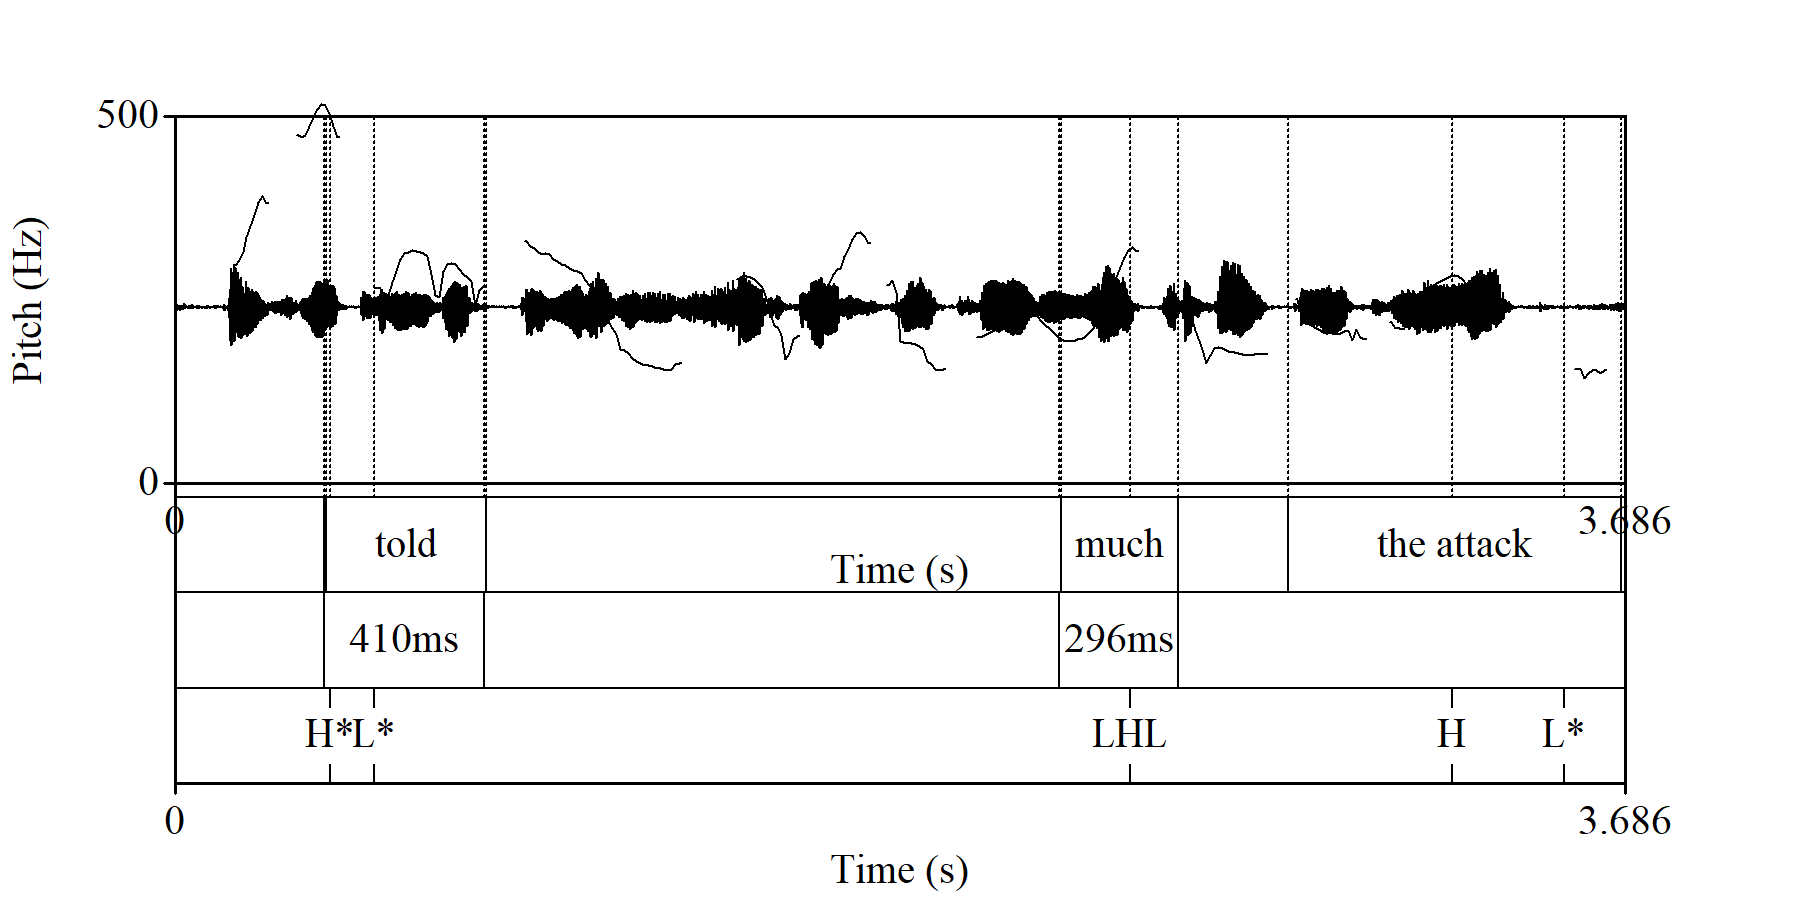 500
Pitch (Hz)
0
0 3.686
told much the attack
Time (s)
410ms 296ms
H* L* LHL H L*
0 3.686
Time (s)